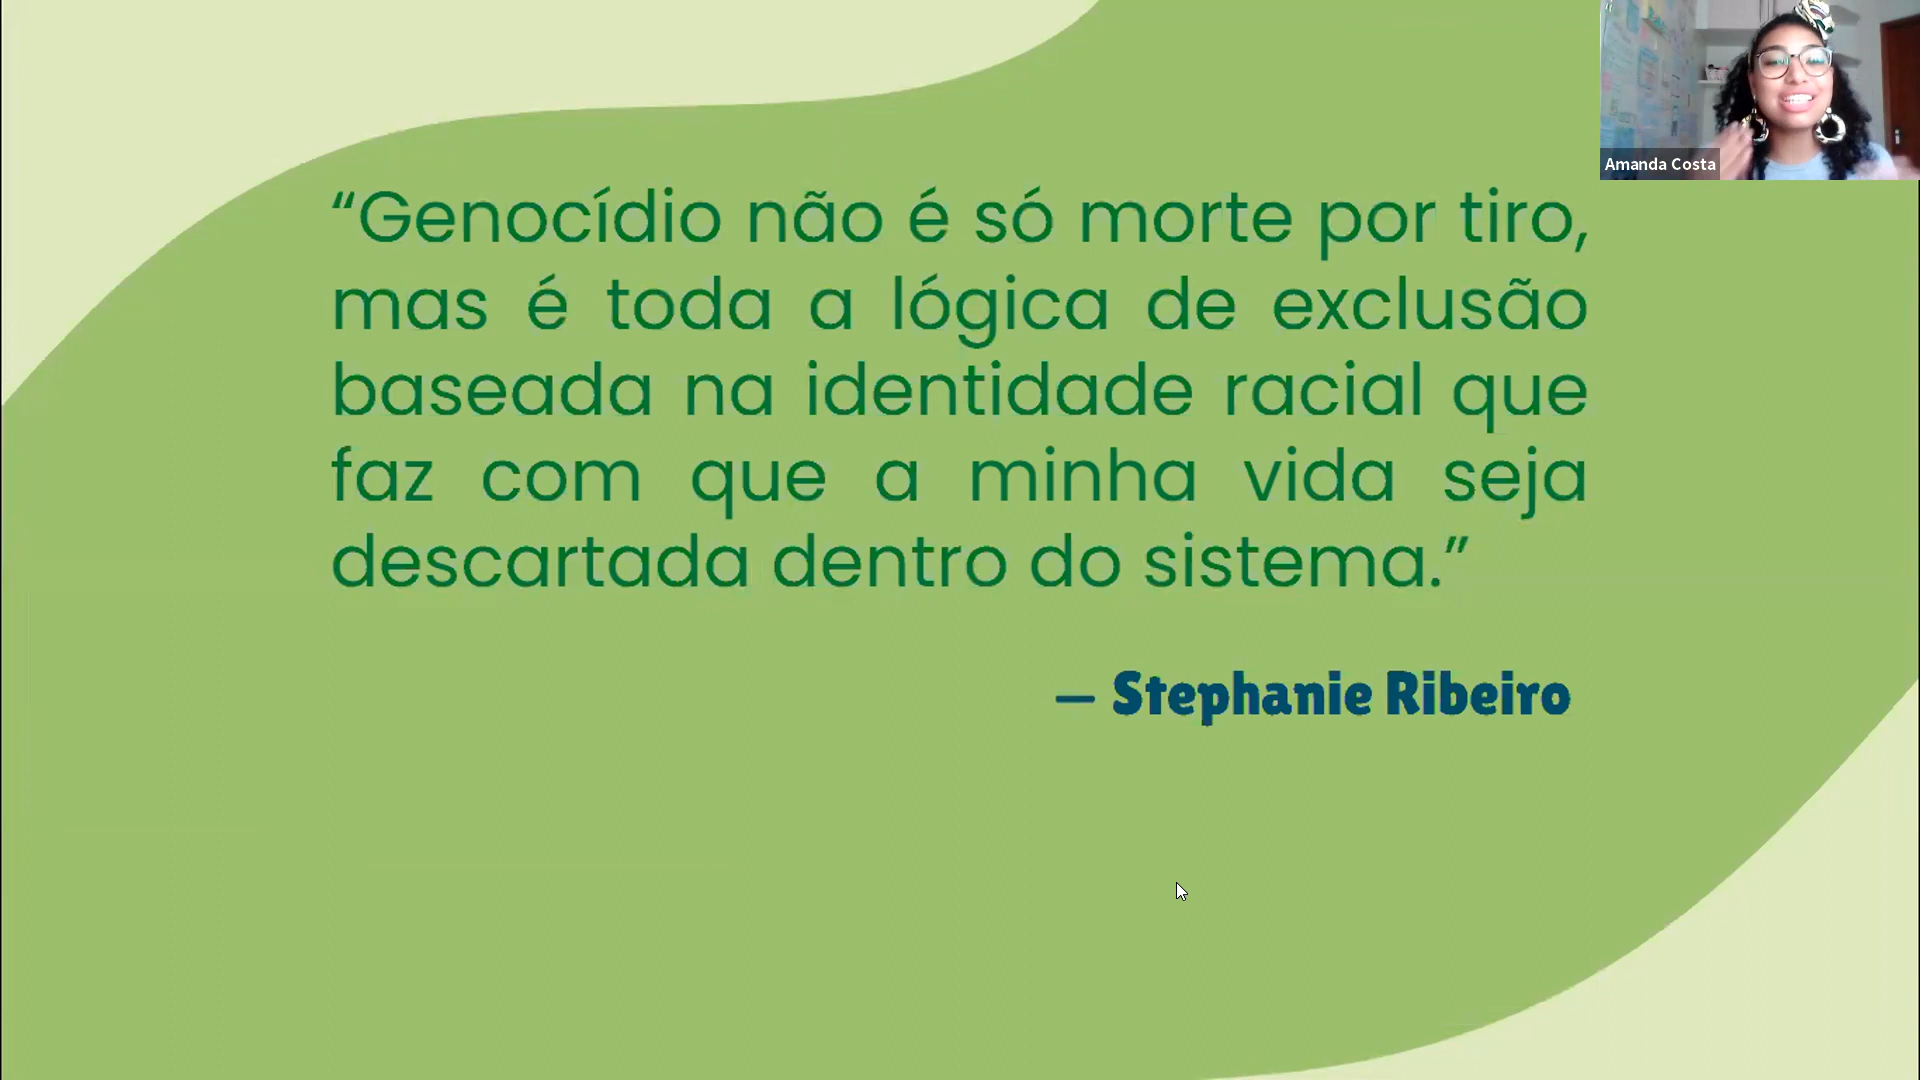 Amanda Costa
“Genocídio não é só morte por tiro,
mas é toda a lógica de exclusão
baseada na identidade racial que
faz com que a minha vida seja
descartada dentro do sistema.”
— Stephanie Ribeiro